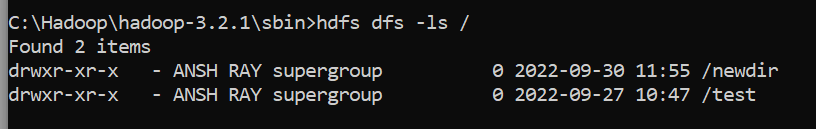 C:\Hadoop\hadoop-3.2.1\sbin>hdfs dfs -ls /
Found 2 items
drwxr-xr-x   - ANSH RAY supergroup          0 2022-09-30 11:55 /newdir
drwxr-xr-x   - ANSH RAY supergroup          0 2022-09-27 10:47 /test